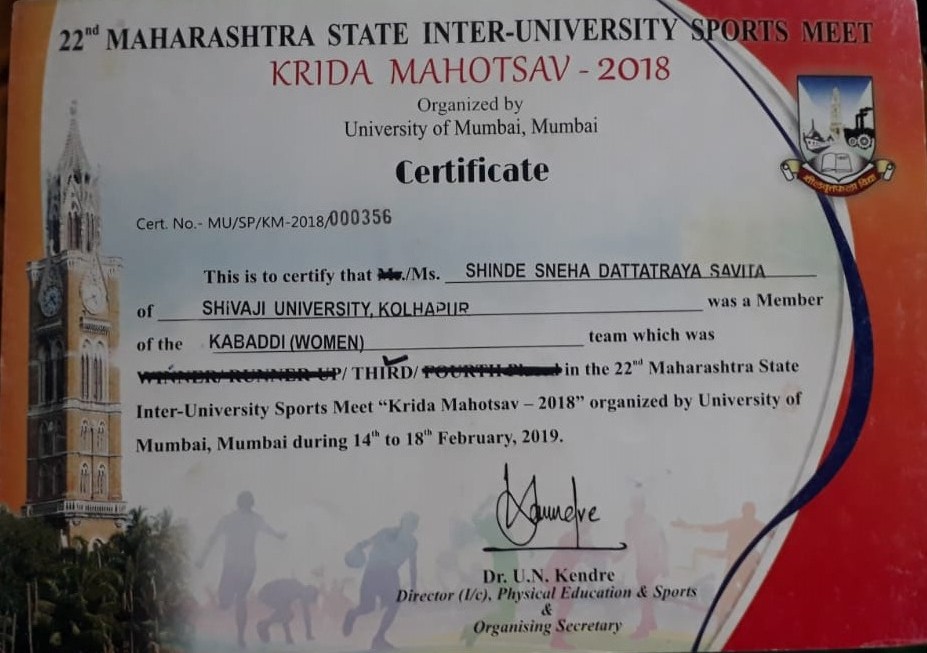 22nd MAHARASHTRA STATE INTER-UNIVERSITY SPORTS MEET
KRIDA MAHOTSAV - 2018
Organized by
University of Mumbai, Mumbai
Certificate
Cert. No.- MU/SP/KM-2018/000356
This is to certify that Mr./Ms. SHINDE SNEHA DATTATRAYA SAVITA
of SHiVAJI UNIVERSITY, KOLHAPUR was a Member
of the KABADDI (WOMEN) team which was
WINNER/ RUNNER-UP/ THIRD/ FOURTH Placed in the 22nd Maharashtra State
Inter-University Sports Meet “Krida Mahotsav – 2018” organized by University of
Mumbai, Mumbai during 14th to 18th February, 2019.
Dr. U.N. Kendre
Director (I/c), Physical Education & Sports
&
Organising Secretary